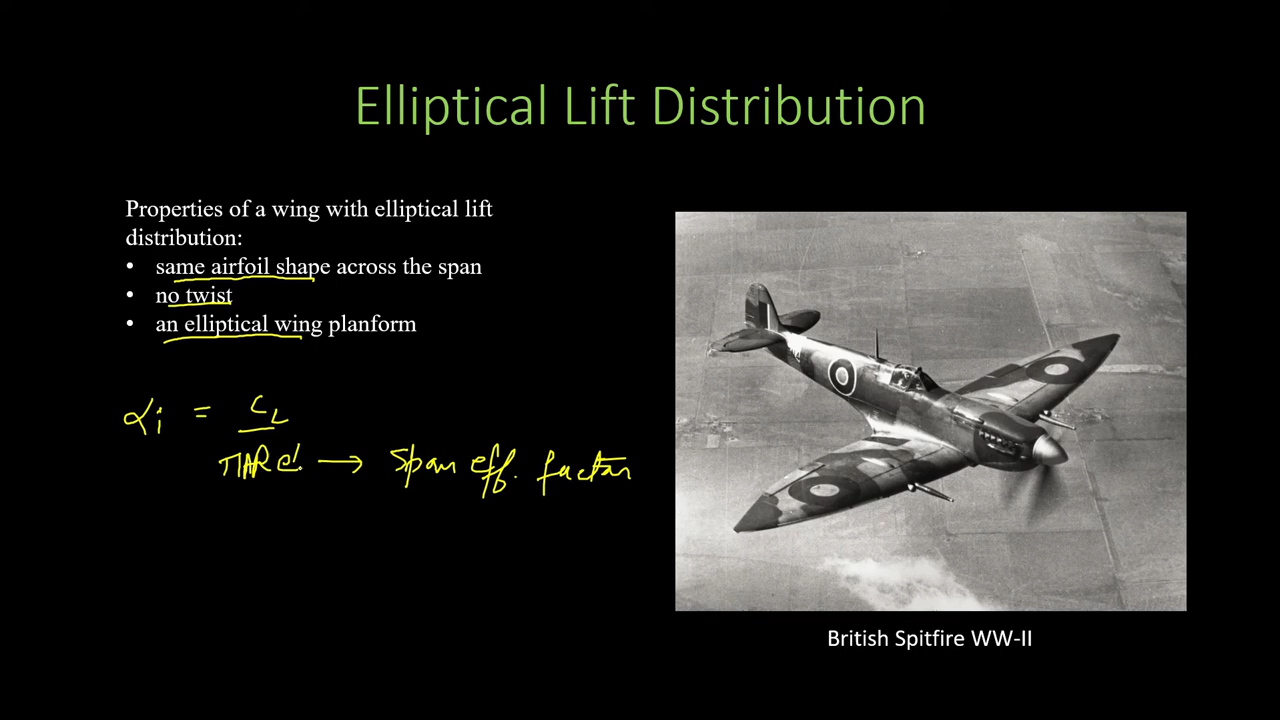 Elliptical Lift Distribution
Properties of a wing with elliptical lift
distribution:
• same airfoil shape across the span
• no twist
• an elliptical wing planform
αi = CL
πARe' → Span eff. factor
British Spitfire WW-II